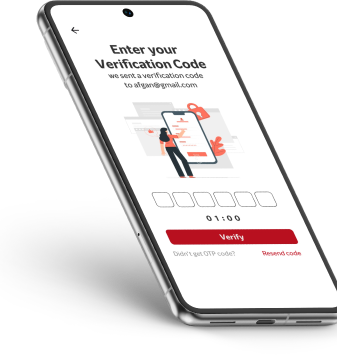 Enter your
Verification Code
we sent a verification code
to afgan@gmail.com
01:00
Verify
Didn't get OTP code?
Resend code